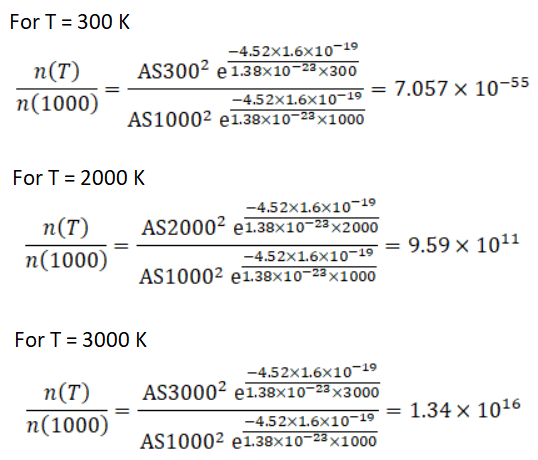 For T = 300 K
n(T)/n(1000) = AS300² e^(−4.52×1.6×10⁻¹⁹/1.38×10⁻²³×300) / AS1000² e^(−4.52×1.6×10⁻¹⁹/1.38×10⁻²³×1000) = 7.057 × 10⁻⁵⁵
For T = 2000 K
n(T)/n(1000) = AS2000² e^(−4.52×1.6×10⁻¹⁹/1.38×10⁻²³×2000) / AS1000² e^(−4.52×1.6×10⁻¹⁹/1.38×10⁻²³×1000) = 9.59 × 10¹¹
For T = 3000 K
n(T)/n(1000) = AS3000² e^(−4.52×1.6×10⁻¹⁹/1.38×10⁻²³×3000) / AS1000² e^(−4.52×1.6×10⁻¹⁹/1.38×10⁻²³×1000) = 1.34 × 10¹⁶